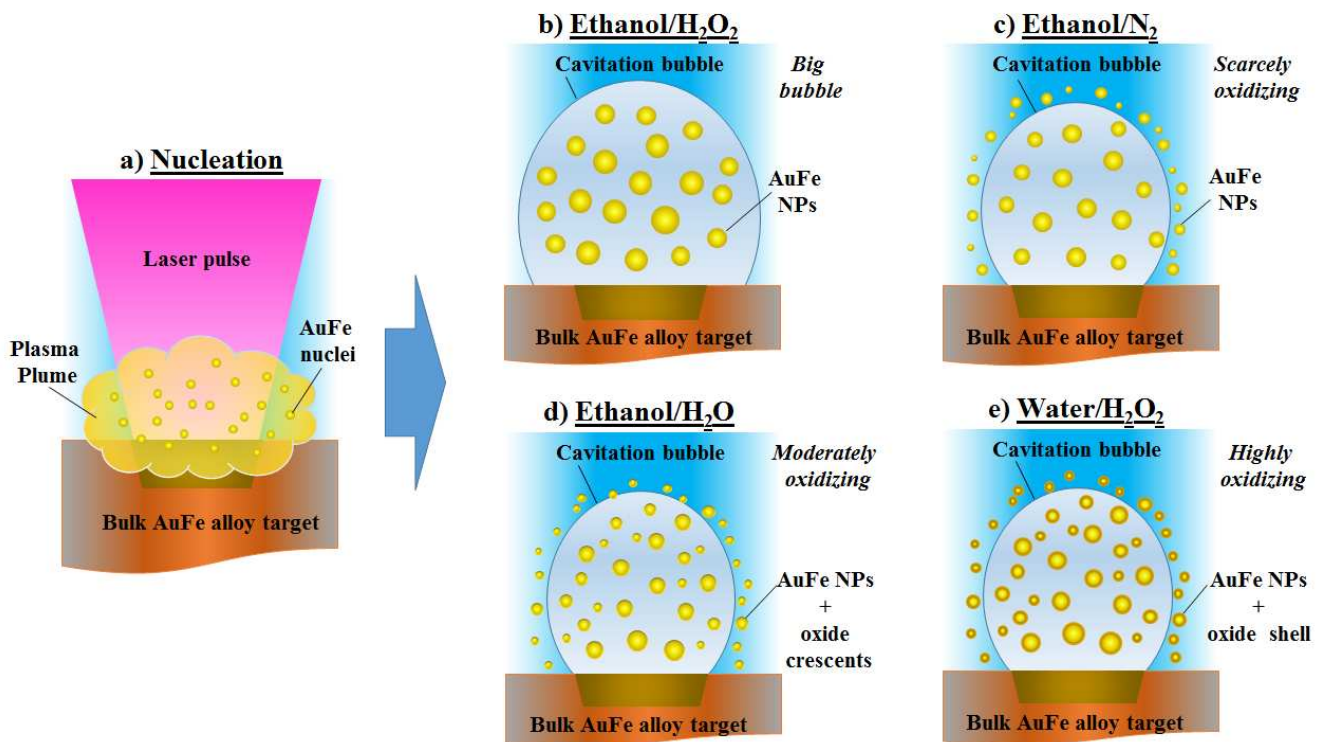 a) Nucleation
Laser pulse
Plasma
Plume
AuFe
nuclei
Bulk AuFe alloy target
b) Ethanol/H₂O₂
Cavitation bubble
Big
bubble
AuFe
NPs
Bulk AuFe alloy target
c) Ethanol/N₂
Cavitation bubble
Scarcely
oxidizing
AuFe
NPs
Bulk AuFe alloy target
d) Ethanol/H₂O
Cavitation bubble
Moderately
oxidizing
AuFe NPs
+
oxide
crescents
Bulk AuFe alloy target
e) Water/H₂O₂
Cavitation bubble
Highly
oxidizing
AuFe NPs
+
oxide shell
Bulk AuFe alloy target